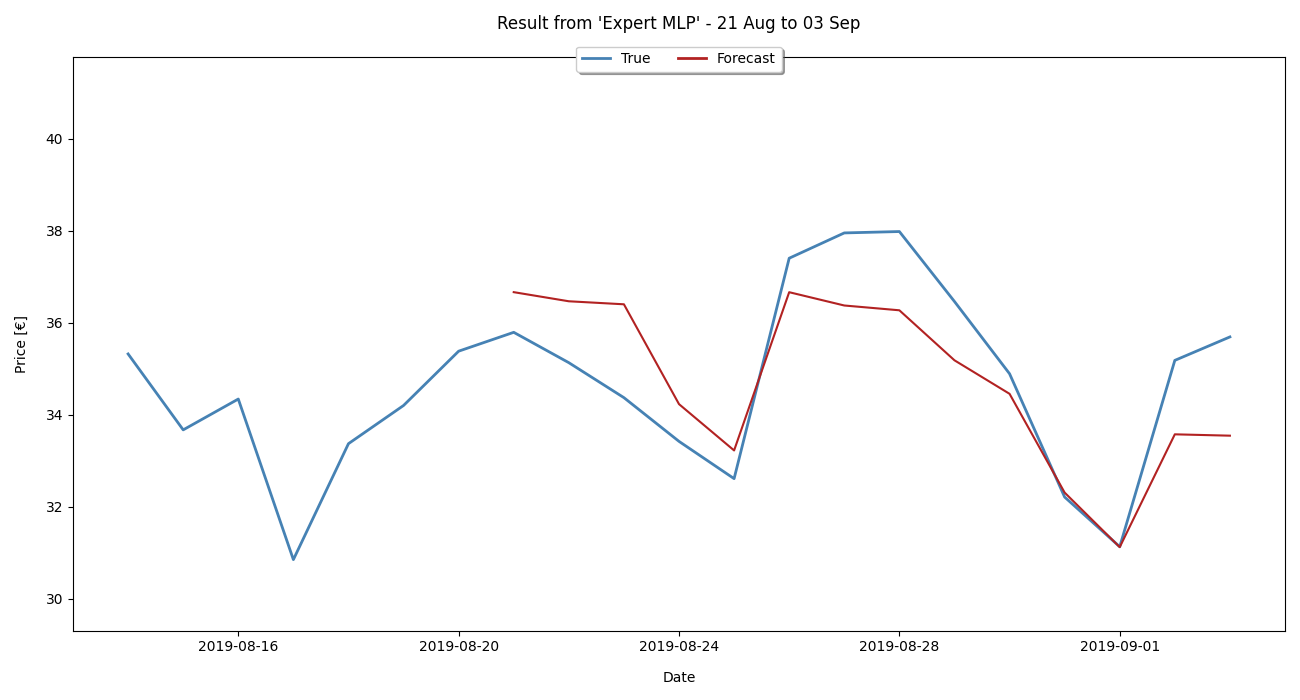 Result from 'Expert MLP' - 21 Aug to 03 Sep
True Forecast
Price [€]
40
38
36
34
32
30
2019-08-16 2019-08-20 2019-08-24 2019-08-28 2019-09-01
Date